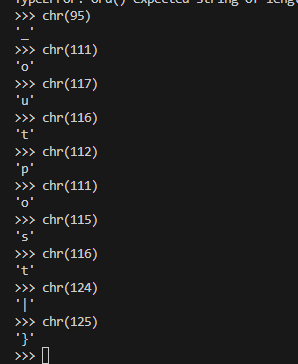 TypeError: ord() expected string of leng
>>> chr(95)
'_'
>>> chr(111)
'o'
>>> chr(117)
'u'
>>> chr(116)
't'
>>> chr(112)
'p'
>>> chr(111)
'o'
>>> chr(115)
's'
>>> chr(116)
't'
>>> chr(124)
'|'
>>> chr(125)
'}'
>>>